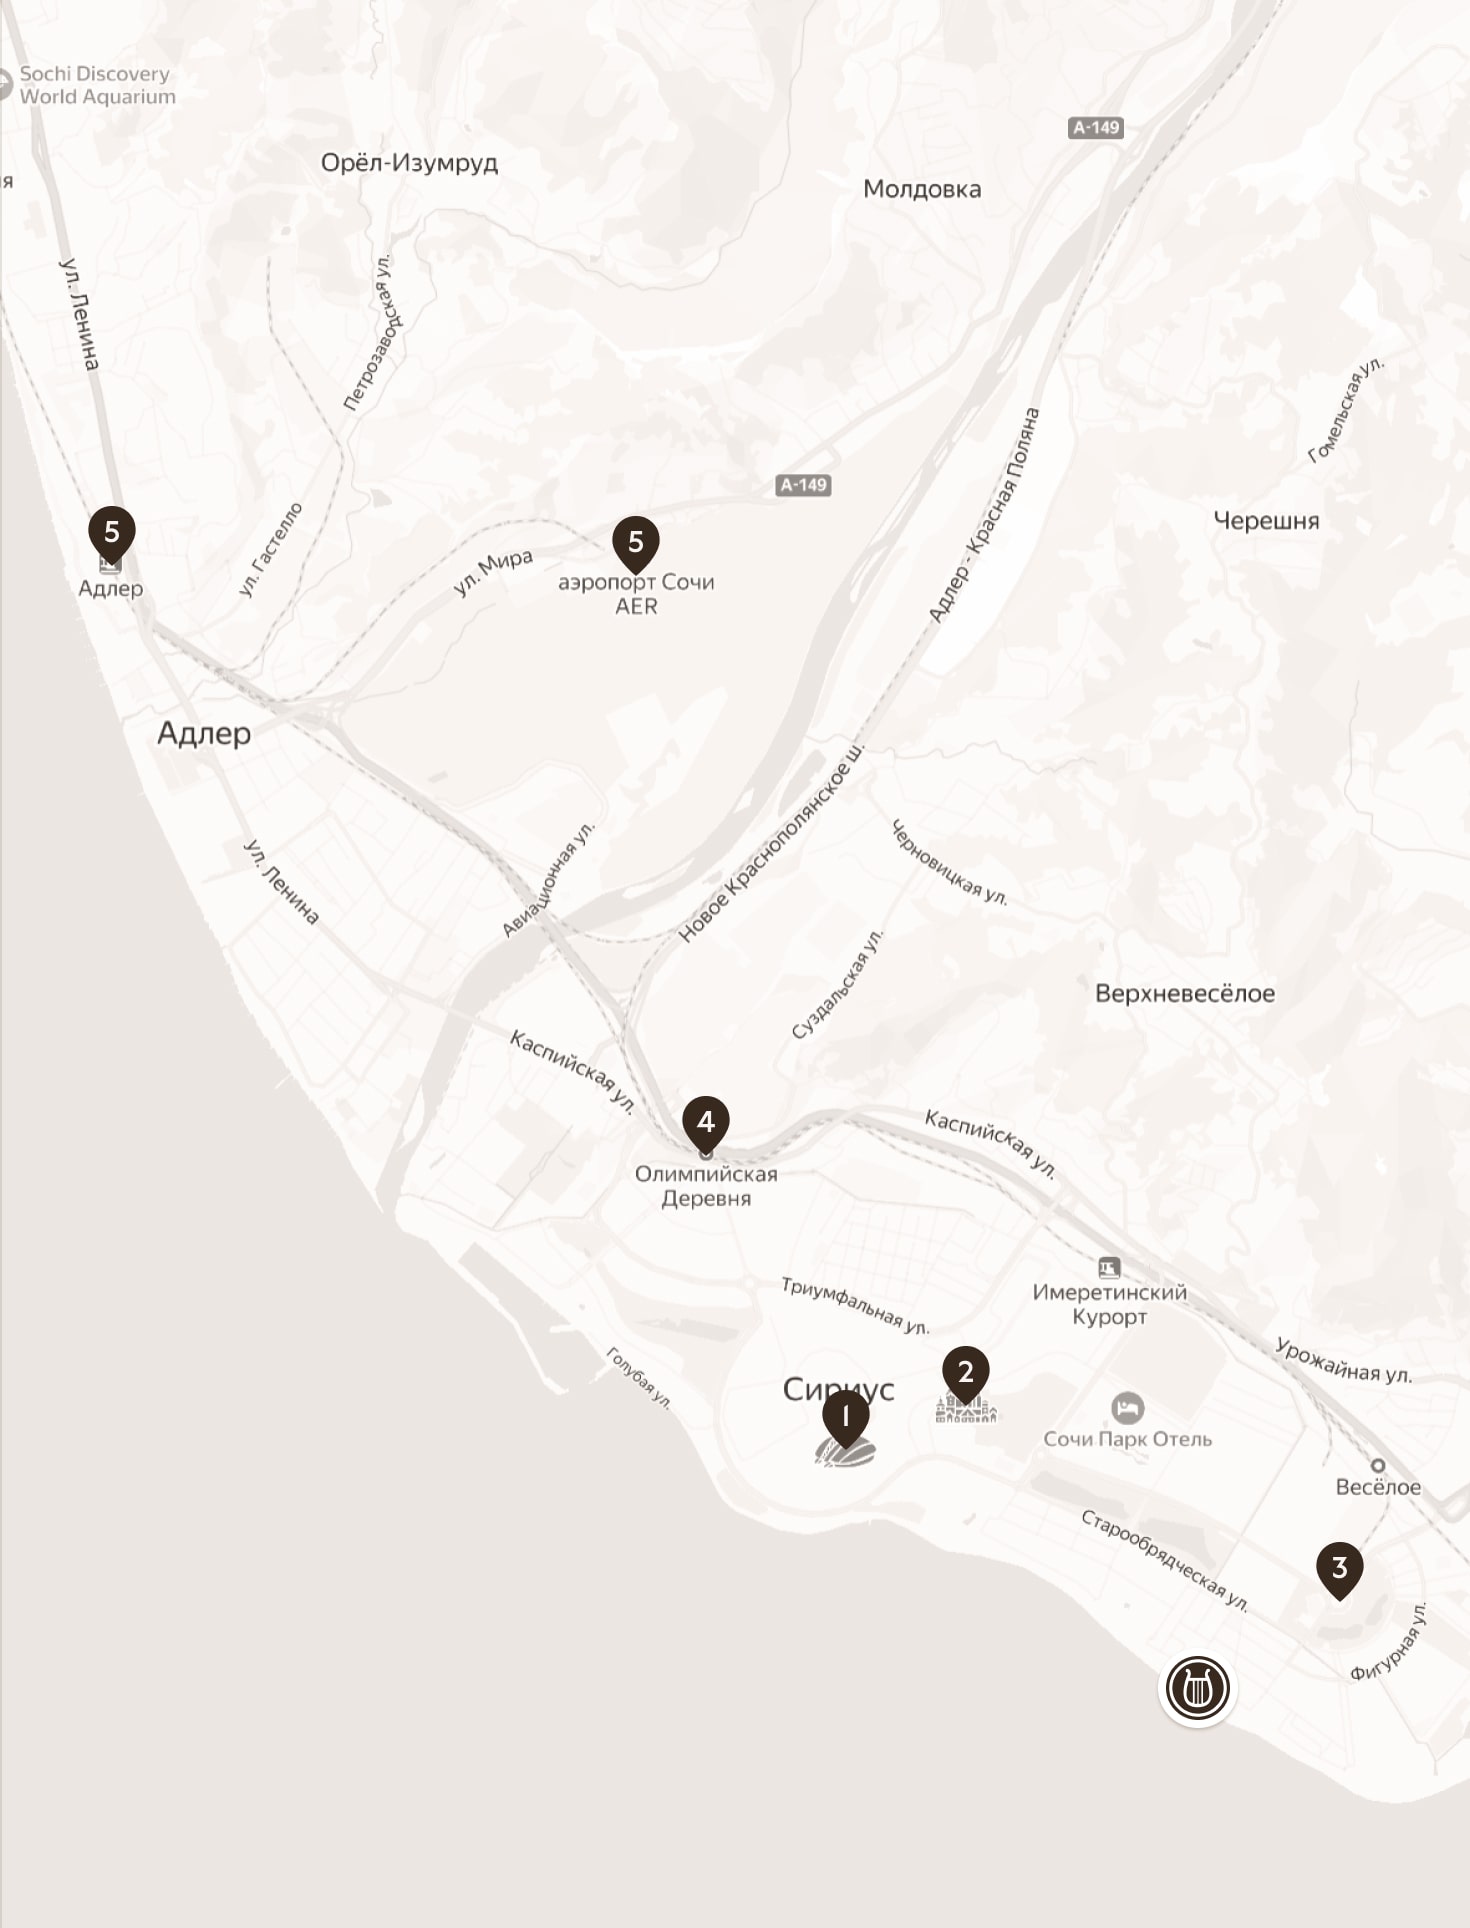 Sochi Discovery
World Aquarium
А-149
Орёл-Изумруд
Молдовка
ул. Ленина
Петрозаводская ул.
Гомельская ул.
А-149
Адлер - Красная Поляна
Черешня
5
Адлер
ул. Гастелло
ул. Мира
5
аэропорт Сочи
AER
Адлер
Новое Краснополянское ш.
ул. Ленина
Авиационная ул.
Черновицкая ул.
Суздальская ул.
Верхневесёлое
Каспийская ул.
4
Олимпийская
Деревня
Каспийская ул.
Имеретинский
Курорт
Триумфальная ул.
Голубая ул.
Урожайная ул.
Сириус
1
2
Сочи Парк Отель
Весёлое
Старообрядческая ул.
3
Фигурная ул.